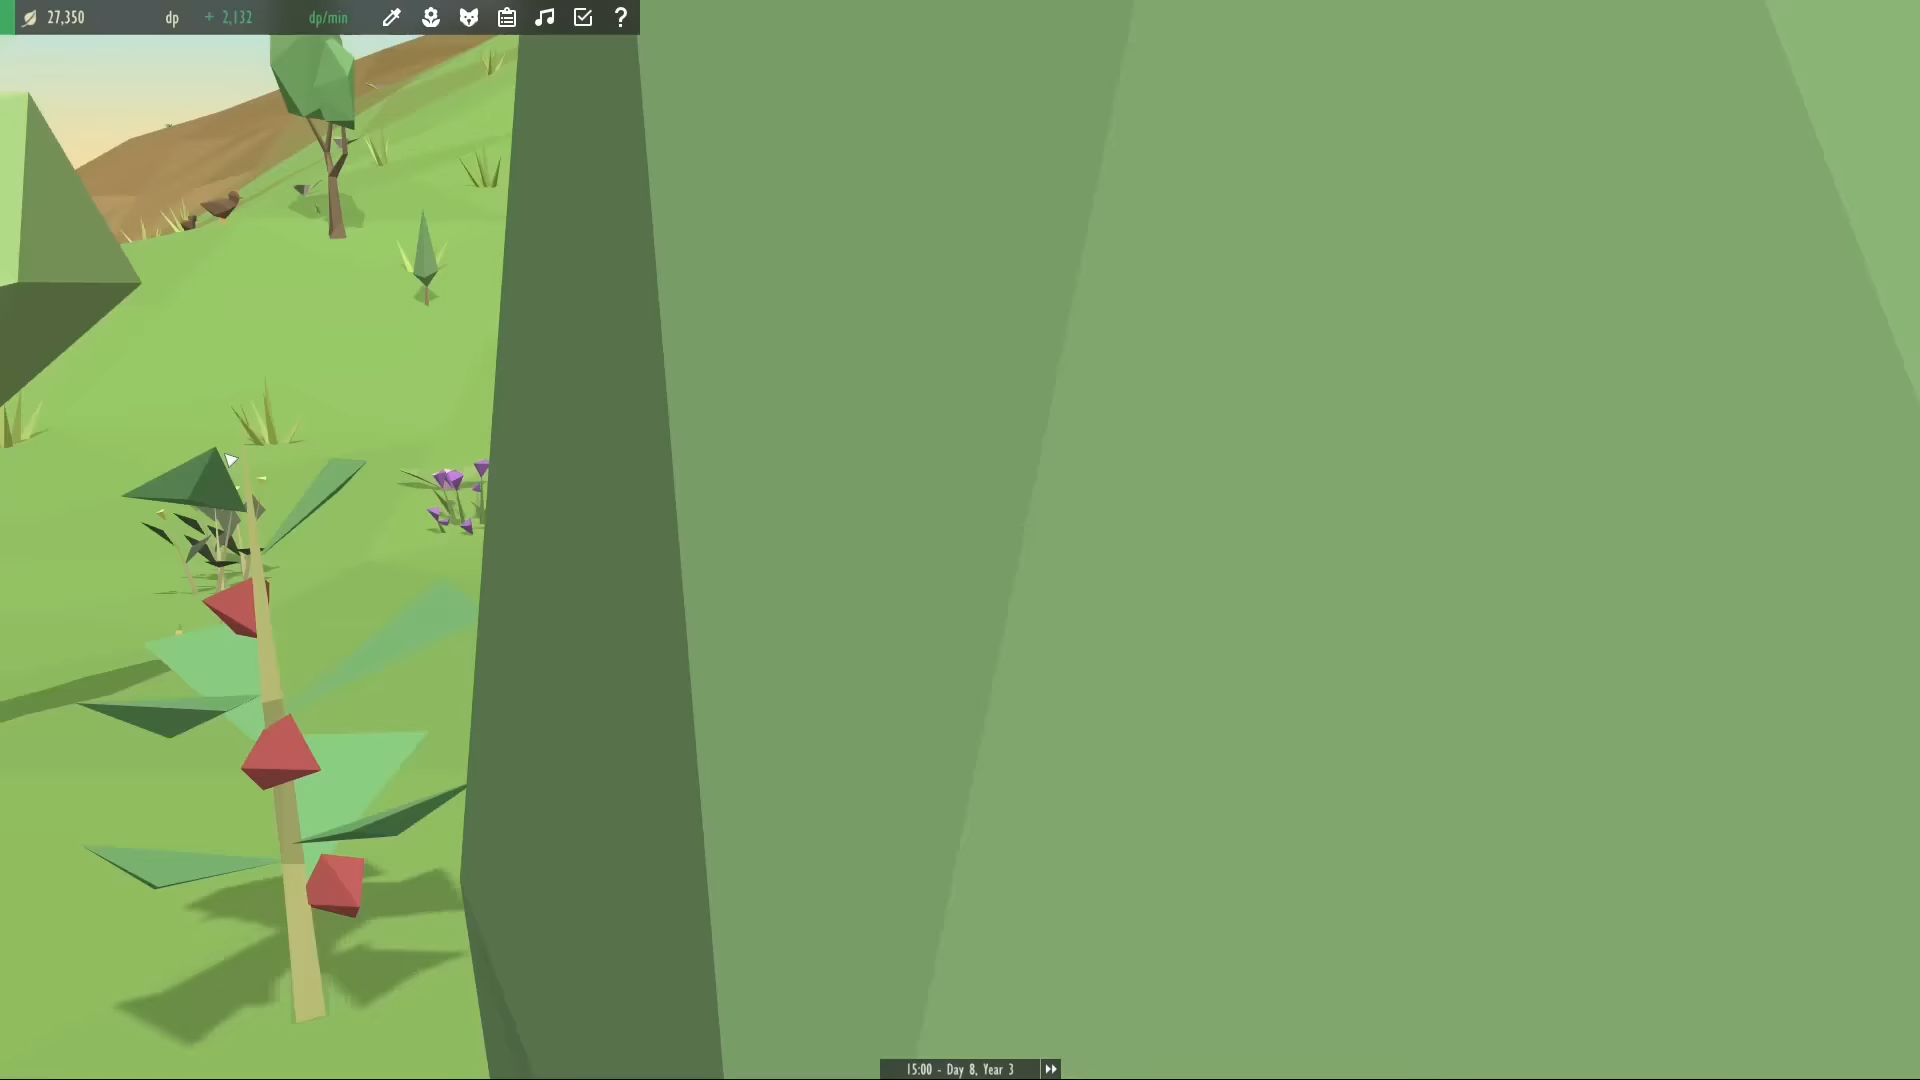 27,350 dp + 2,132 dp/min ?
15:00 - Day 8, Year 3